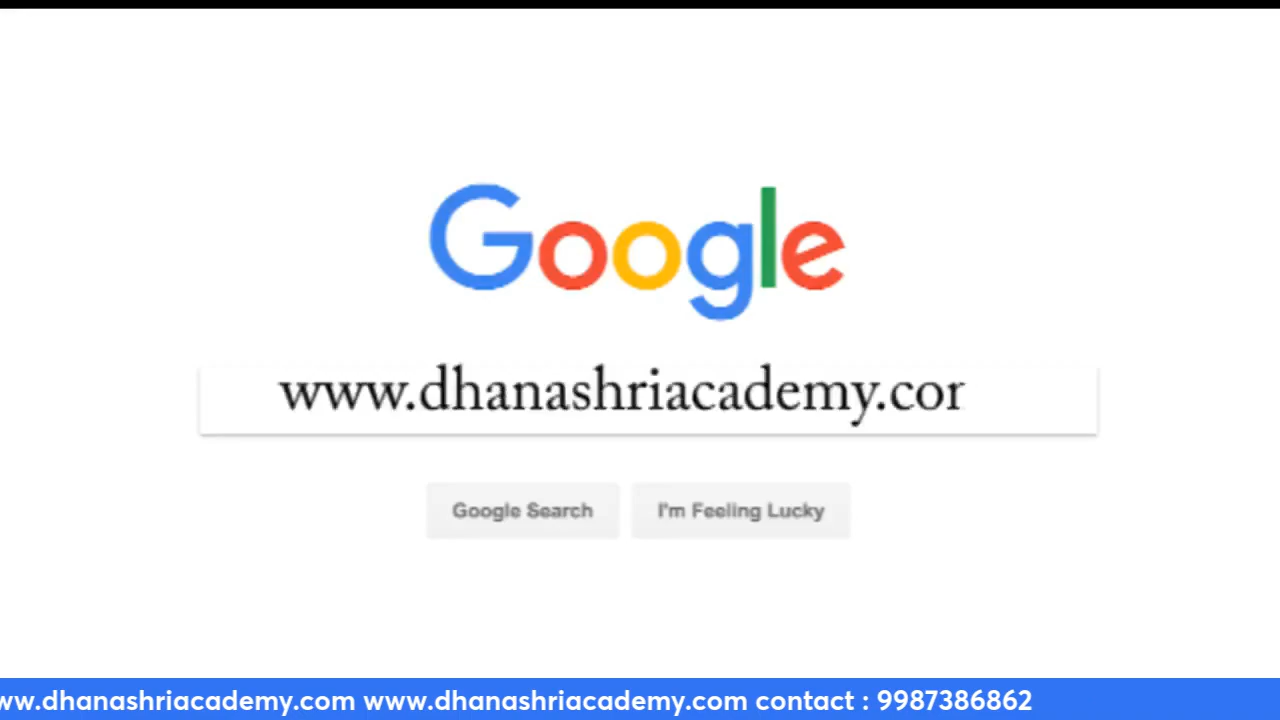 Google
www.dhanashriacademy.cor
Google Search I'm Feeling Lucky
ww.dhanashriacademy.com www.dhanashriacademy.com contact : 9987386862